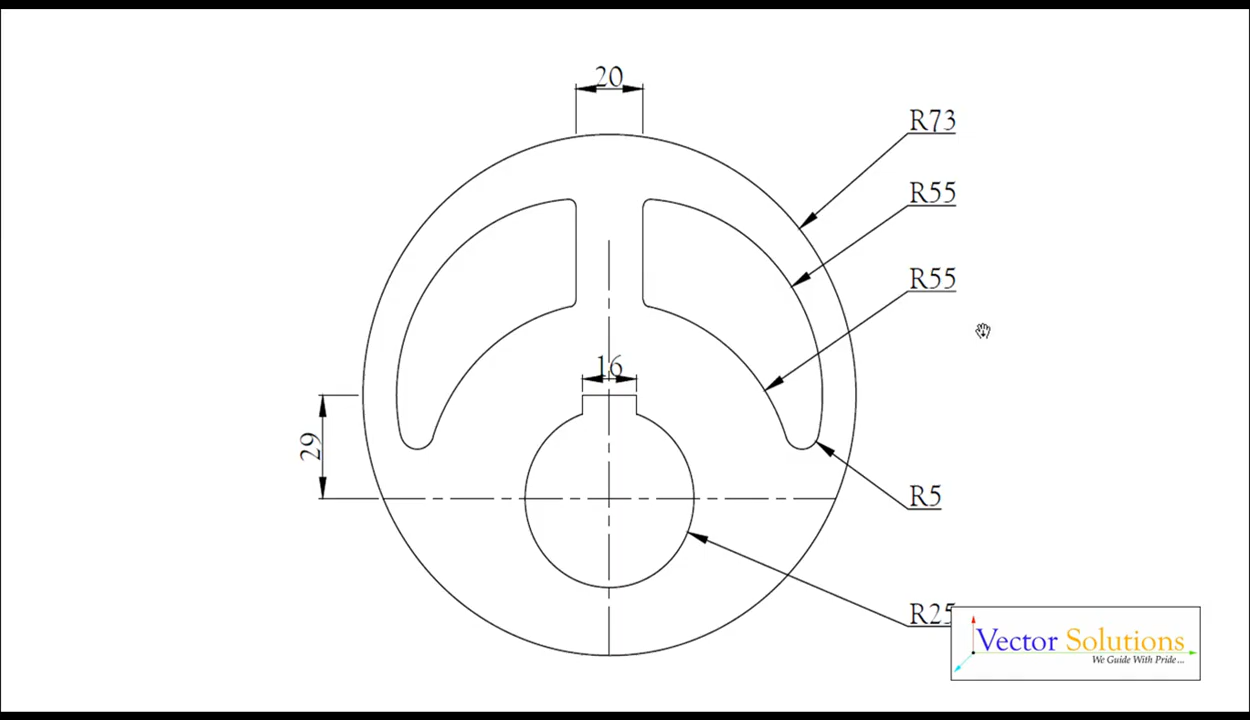 20
R73
R55
R55
16
29
R5
R25
Vector Solutions
We Guide With Pride...